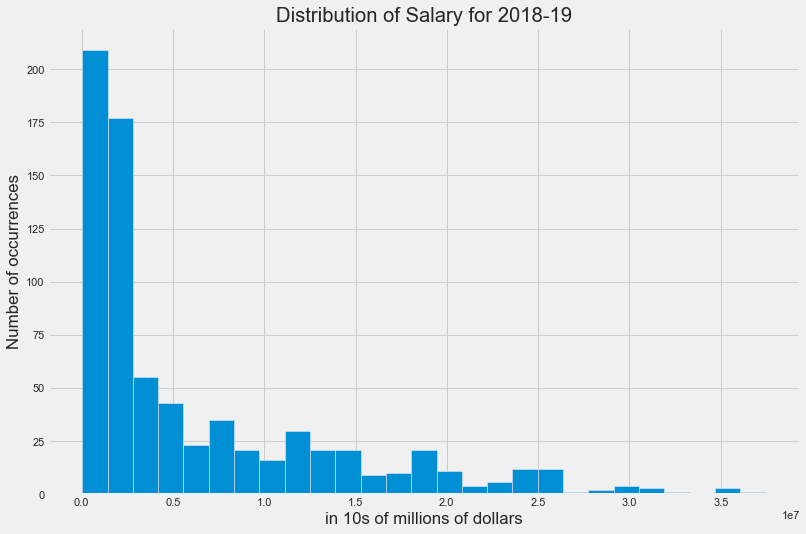 Distribution of Salary for 2018-19
Number of occurrences
200
175
150
125
100
75
50
25
0
0.0 0.5 1.0 1.5 2.0 2.5 3.0 3.5
1e7
in 10s of millions of dollars